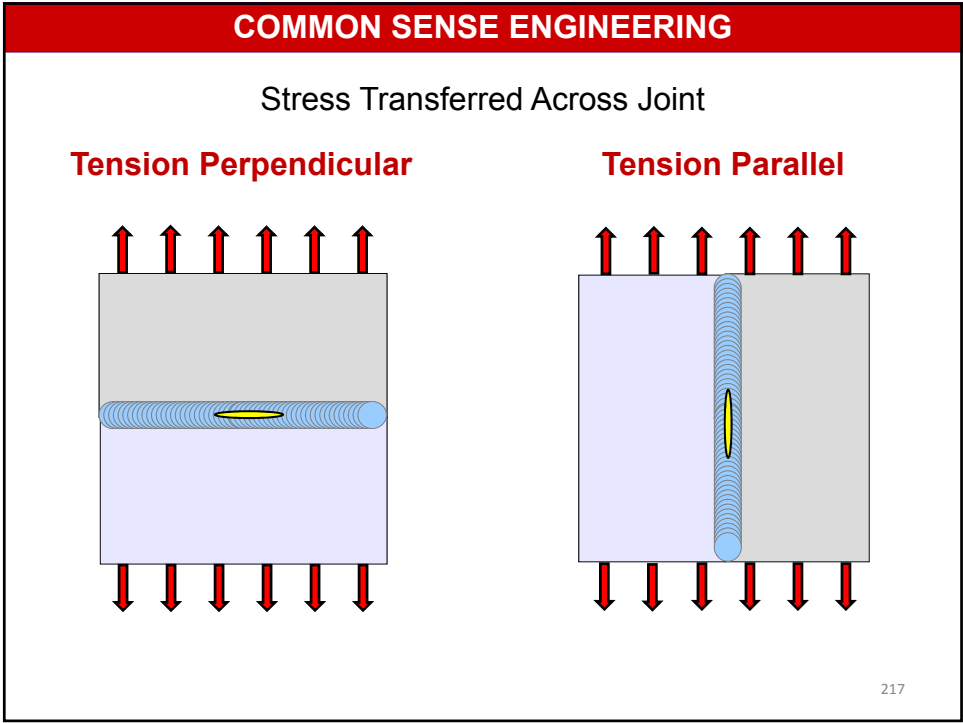 COMMON SENSE ENGINEERING
Stress Transferred Across Joint
Tension Perpendicular
Tension Parallel
217